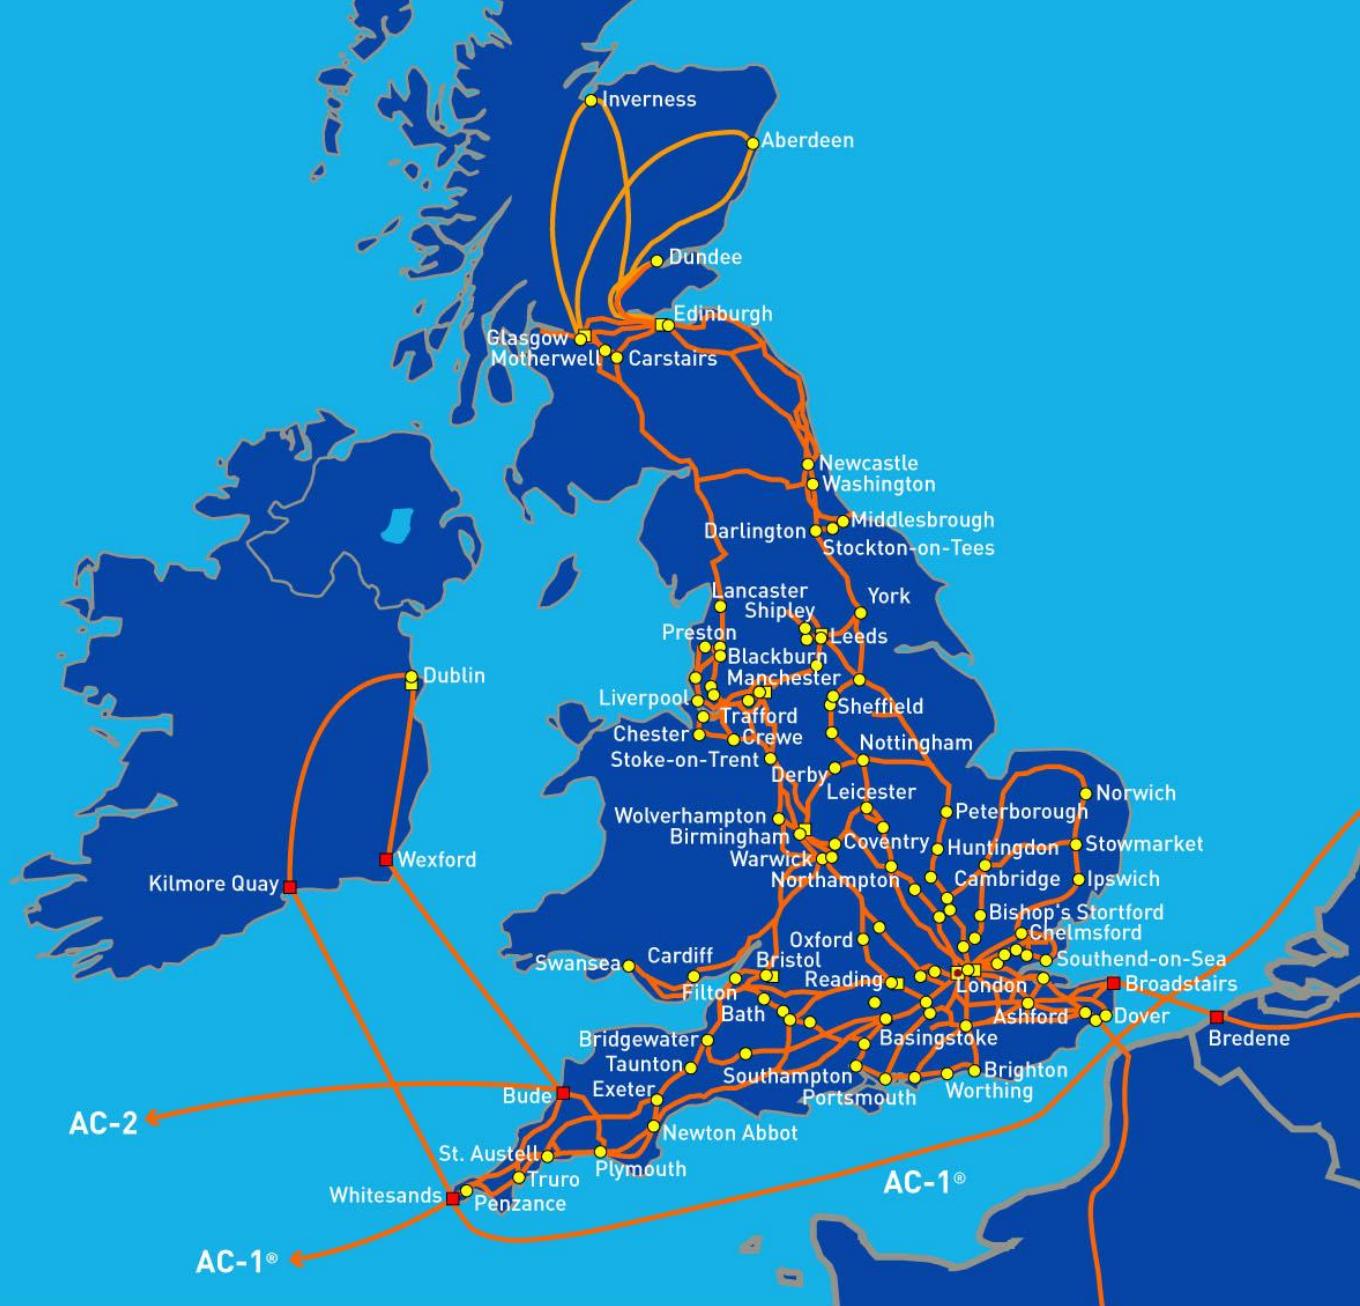 Inverness
Aberdeen
Dundee
Edinburgh
Glasgow
Motherwell
Carstairs
Newcastle
Washington
Middlesbrough
Darlington
Stockton-on-Tees
Lancaster
York
Shipley
Preston
Leeds
Blackburn
Dublin
Manchester
Liverpool
Sheffield
Trafford
Chester
Crewe
Nottingham
Stoke-on-Trent
Derby
Leicester
Norwich
Peterborough
Wolverhampton
Birmingham
Coventry
Huntingdon
Stowmarket
Warwick
Wexford
Northampton
Cambridge
Ipswich
Kilmore Quay
Bishop's Stortford
Chelmsford
Oxford
Cardiff
Bristol
Southend-on-Sea
Swansea
Reading
London
Broadstairs
Filton
Bath
Ashford
Dover
Bridgewater
Basingstoke
Bredene
Taunton
Southampton
Brighton
Exeter
Worthing
Bude
Portsmouth
AC-2
Newton Abbot
St. Austell
Plymouth
Truro
AC-1®
Whitesands
Penzance
AC-1®